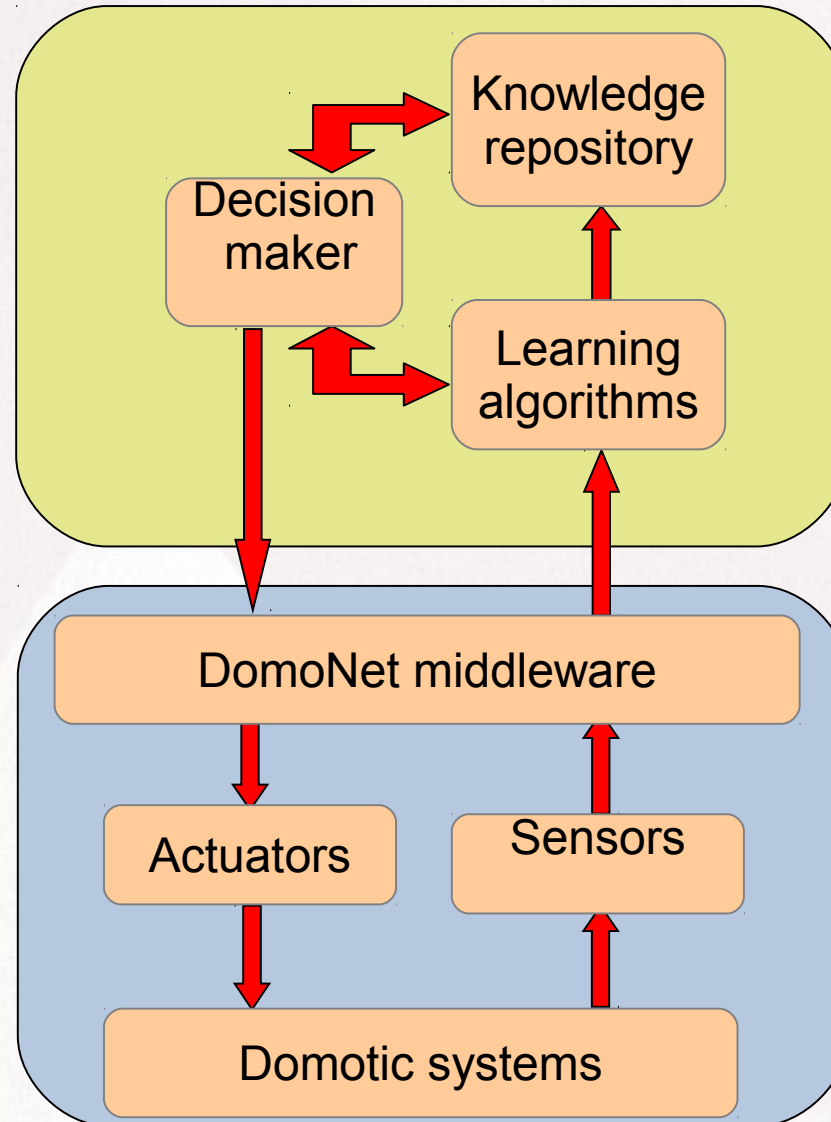 Knowledge
repository
Decision
maker
Learning
algorithms
DomoNet middleware
Actuators
Sensors
Domotic systems